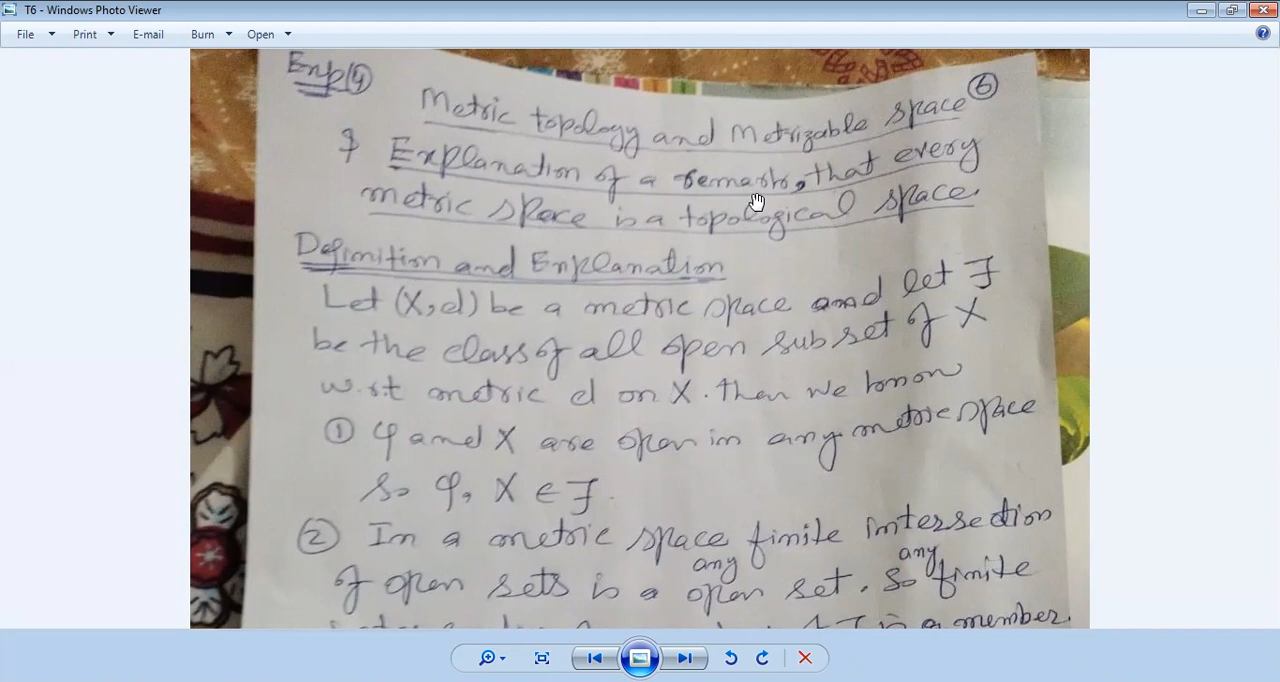 T6 - Windows Photo Viewer
File Print E-mail Burn Open
Exp ④
⑥
Metric topology and Metrizable space
& Explanation of a remark, that every
metric space is a topological space.
Definition and Explanation
Let (X,d) be a metric space and let J
be the class of all open subset of X
w.r.t metric d on X. then we know
① φ and X are open in any metric space
so φ, X ∈ J.
② In a metric space finite intersection
any any
of open sets is a open set. So finite
is a member.